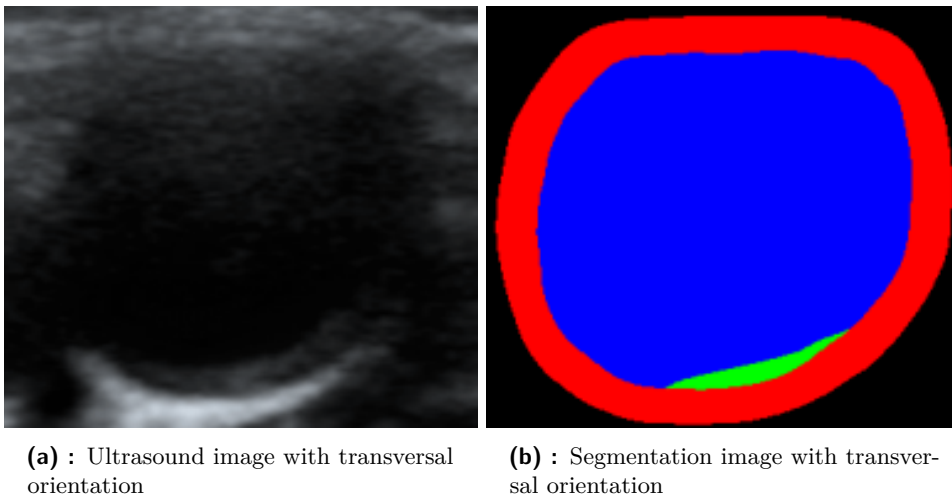 (a) : Ultrasound image with transversal
orientation
(b) : Segmentation image with transver-
sal orientation